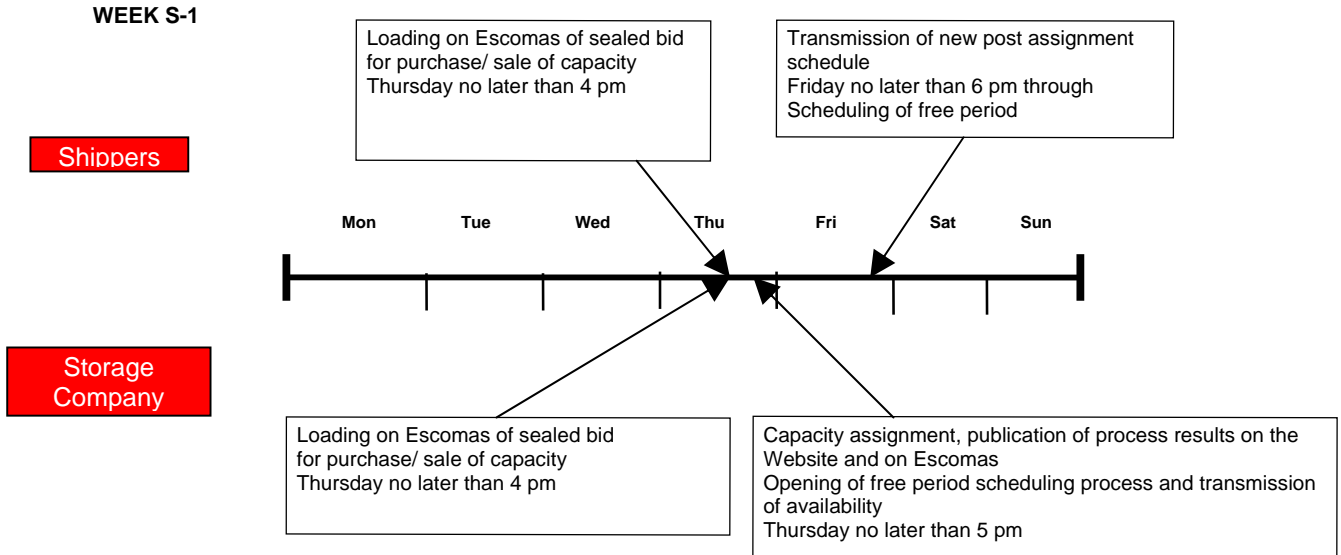 WEEK S-1
Loading on Escomas of sealed bid
for purchase/ sale of capacity
Thursday no later than 4 pm
Transmission of new post assignment
schedule
Friday no later than 6 pm through
Scheduling of free period
Shippers
Mon Tue Wed Thu Fri Sat Sun
Storage
Company
Loading on Escomas of sealed bid
for purchase/ sale of capacity
Thursday no later than 4 pm
Capacity assignment, publication of process results on the
Website and on Escomas
Opening of free period scheduling process and transmission
of availability
Thursday no later than 5 pm